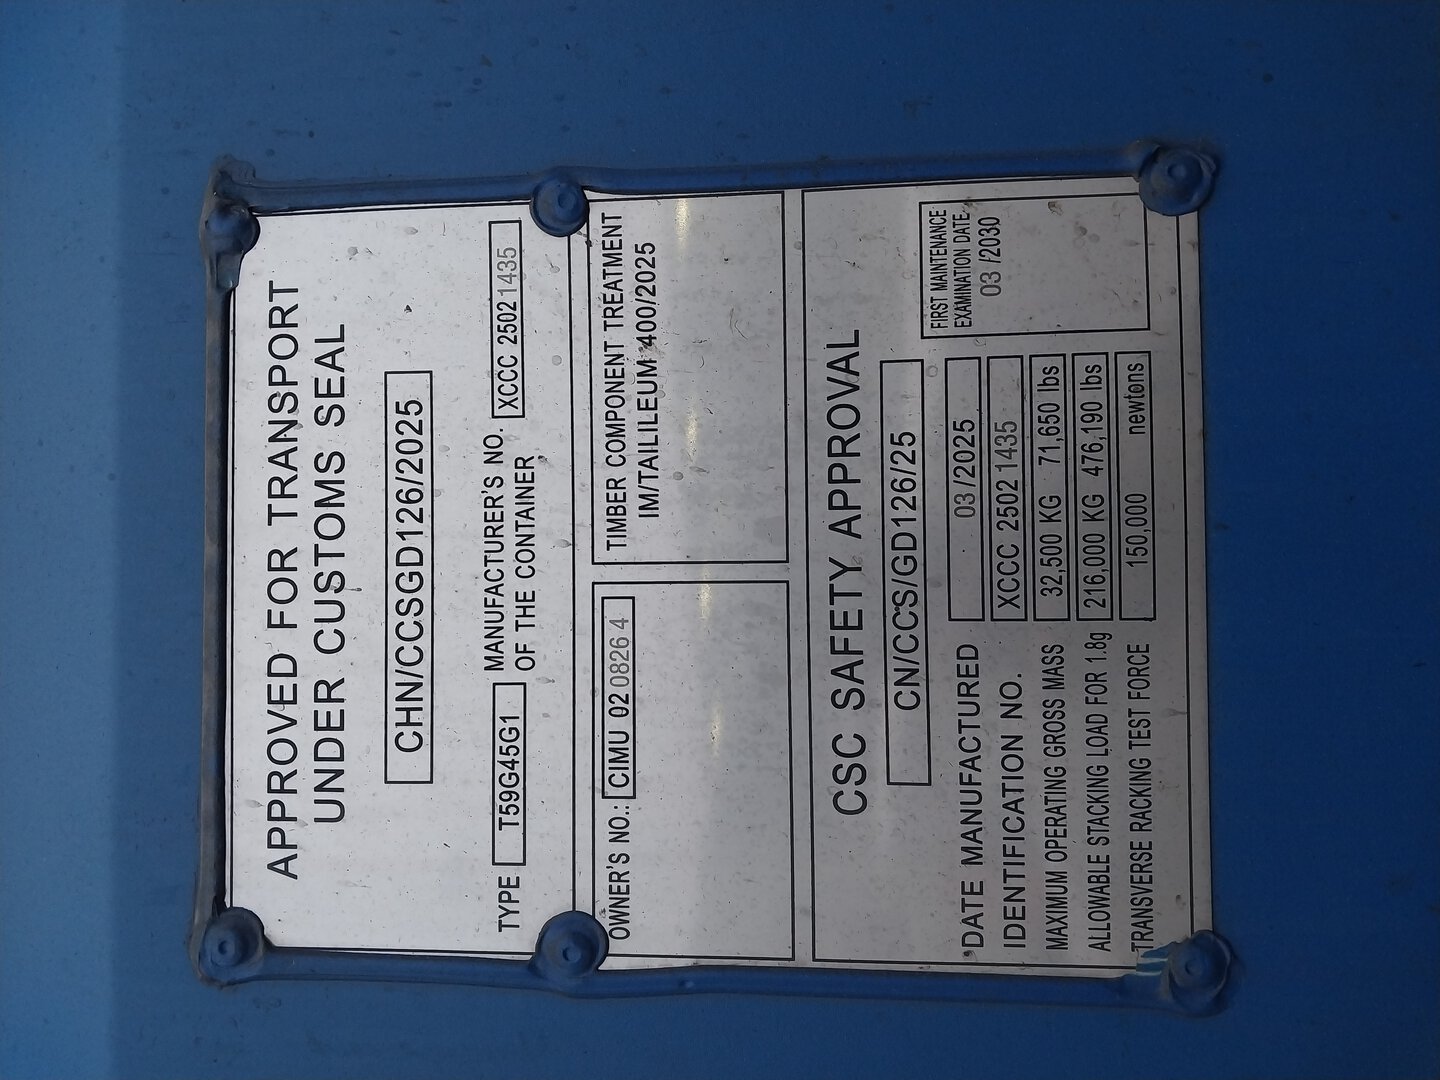 APPROVED FOR TRANSPORT
UNDER CUSTOMS SEAL
CHN/CCSGD126/2025
TYPE T59G45G1 MANUFACTURER'S NO. OF THE CONTAINER XCCC 2502 1435
OWNER'S NO.: CIMU 02 0826 4
TIMBER COMPONENT TREATMENT
IM/TAILILEUM 400/2025
CSC SAFETY APPROVAL
CN/CCS/GD126/25
DATE MANUFACTURED 03 /2025
IDENTIFICATION NO. XCCC 2502 1435
MAXIMUM OPERATING GROSS MASS 32,500 KG 71,650 lbs
ALLOWABLE STACKING LOAD FOR 1.8g 216,000 KG 476,190 lbs
TRANSVERSE RACKING TEST FORCE 150,000 newtons
FIRST MAINTENANCE
EXAMINATION DATE
03 /2030